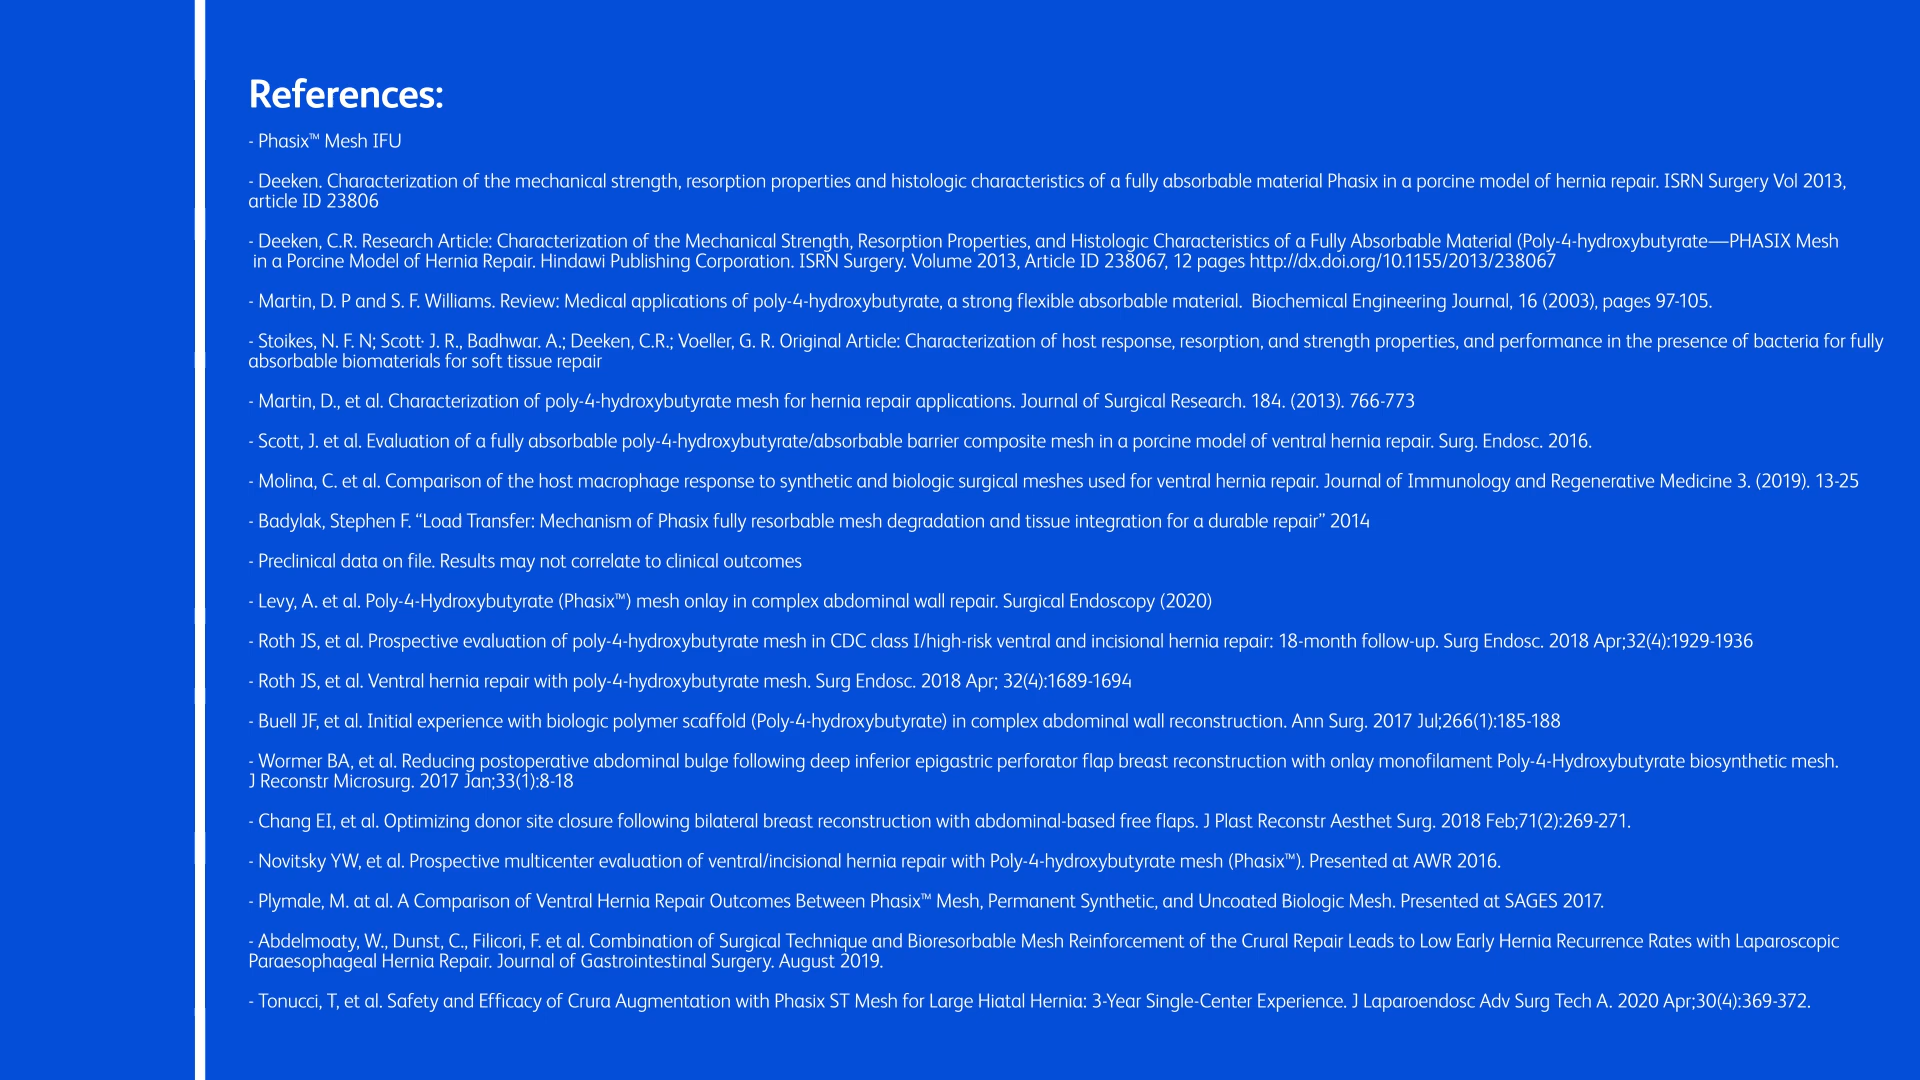 References:
- Phasix™ Mesh IFU
- Deeken. Characterization of the mechanical strength, resorption properties and histologic characteristics of a fully absorbable material Phasix in a porcine model of hernia repair. ISRN Surgery Vol 2013,
article ID 23806
- Deeken, C.R. Research Article: Characterization of the Mechanical Strength, Resorption Properties, and Histologic Characteristics of a Fully Absorbable Material (Poly-4-hydroxybutyrate—PHASIX Mesh
in a Porcine Model of Hernia Repair. Hindawi Publishing Corporation. ISRN Surgery. Volume 2013, Article ID 238067, 12 pages http://dx.doi.org/10.1155/2013/238067
- Martin, D. P and S. F. Williams. Review: Medical applications of poly-4-hydroxybutyrate, a strong flexible absorbable material.  Biochemical Engineering Journal, 16 (2003), pages 97-105.
- Stoikes, N. F. N; Scott· J. R., Badhwar. A.; Deeken, C.R.; Voeller, G. R. Original Article: Characterization of host response, resorption, and strength properties, and performance in the presence of bacteria for fully
absorbable biomaterials for soft tissue repair
- Martin, D., et al. Characterization of poly-4-hydroxybutyrate mesh for hernia repair applications. Journal of Surgical Research. 184. (2013). 766-773
- Scott, J. et al. Evaluation of a fully absorbable poly-4-hydroxybutyrate/absorbable barrier composite mesh in a porcine model of ventral hernia repair. Surg. Endosc. 2016.
- Molina, C. et al. Comparison of the host macrophage response to synthetic and biologic surgical meshes used for ventral hernia repair. Journal of Immunology and Regenerative Medicine 3. (2019). 13-25
- Badylak, Stephen F. “Load Transfer: Mechanism of Phasix fully resorbable mesh degradation and tissue integration for a durable repair” 2014
- Preclinical data on file. Results may not correlate to clinical outcomes
- Levy, A. et al. Poly-4-Hydroxybutyrate (Phasix™) mesh onlay in complex abdominal wall repair. Surgical Endoscopy (2020)
- Roth JS, et al. Prospective evaluation of poly-4-hydroxybutyrate mesh in CDC class I/high-risk ventral and incisional hernia repair: 18-month follow-up. Surg Endosc. 2018 Apr;32(4):1929-1936
- Roth JS, et al. Ventral hernia repair with poly-4-hydroxybutyrate mesh. Surg Endosc. 2018 Apr; 32(4):1689-1694
- Buell JF, et al. Initial experience with biologic polymer scaffold (Poly-4-hydroxybutyrate) in complex abdominal wall reconstruction. Ann Surg. 2017 Jul;266(1):185-188
- Wormer BA, et al. Reducing postoperative abdominal bulge following deep inferior epigastric perforator flap breast reconstruction with onlay monofilament Poly-4-Hydroxybutyrate biosynthetic mesh.
J Reconstr Microsurg. 2017 Jan;33(1):8-18
- Chang EI, et al. Optimizing donor site closure following bilateral breast reconstruction with abdominal-based free flaps. J Plast Reconstr Aesthet Surg. 2018 Feb;71(2):269-271.
- Novitsky YW, et al. Prospective multicenter evaluation of ventral/incisional hernia repair with Poly-4-hydroxybutyrate mesh (Phasix™). Presented at AWR 2016.
- Plymale, M. at al. A Comparison of Ventral Hernia Repair Outcomes Between Phasix™ Mesh, Permanent Synthetic, and Uncoated Biologic Mesh. Presented at SAGES 2017.
- Abdelmoaty, W., Dunst, C., Filicori, F. et al. Combination of Surgical Technique and Bioresorbable Mesh Reinforcement of the Crural Repair Leads to Low Early Hernia Recurrence Rates with Laparoscopic
Paraesophageal Hernia Repair. Journal of Gastrointestinal Surgery. August 2019.
- Tonucci, T, et al. Safety and Efficacy of Crura Augmentation with Phasix ST Mesh for Large Hiatal Hernia: 3-Year Single-Center Experience. J Laparoendosc Adv Surg Tech A. 2020 Apr;30(4):369-372.